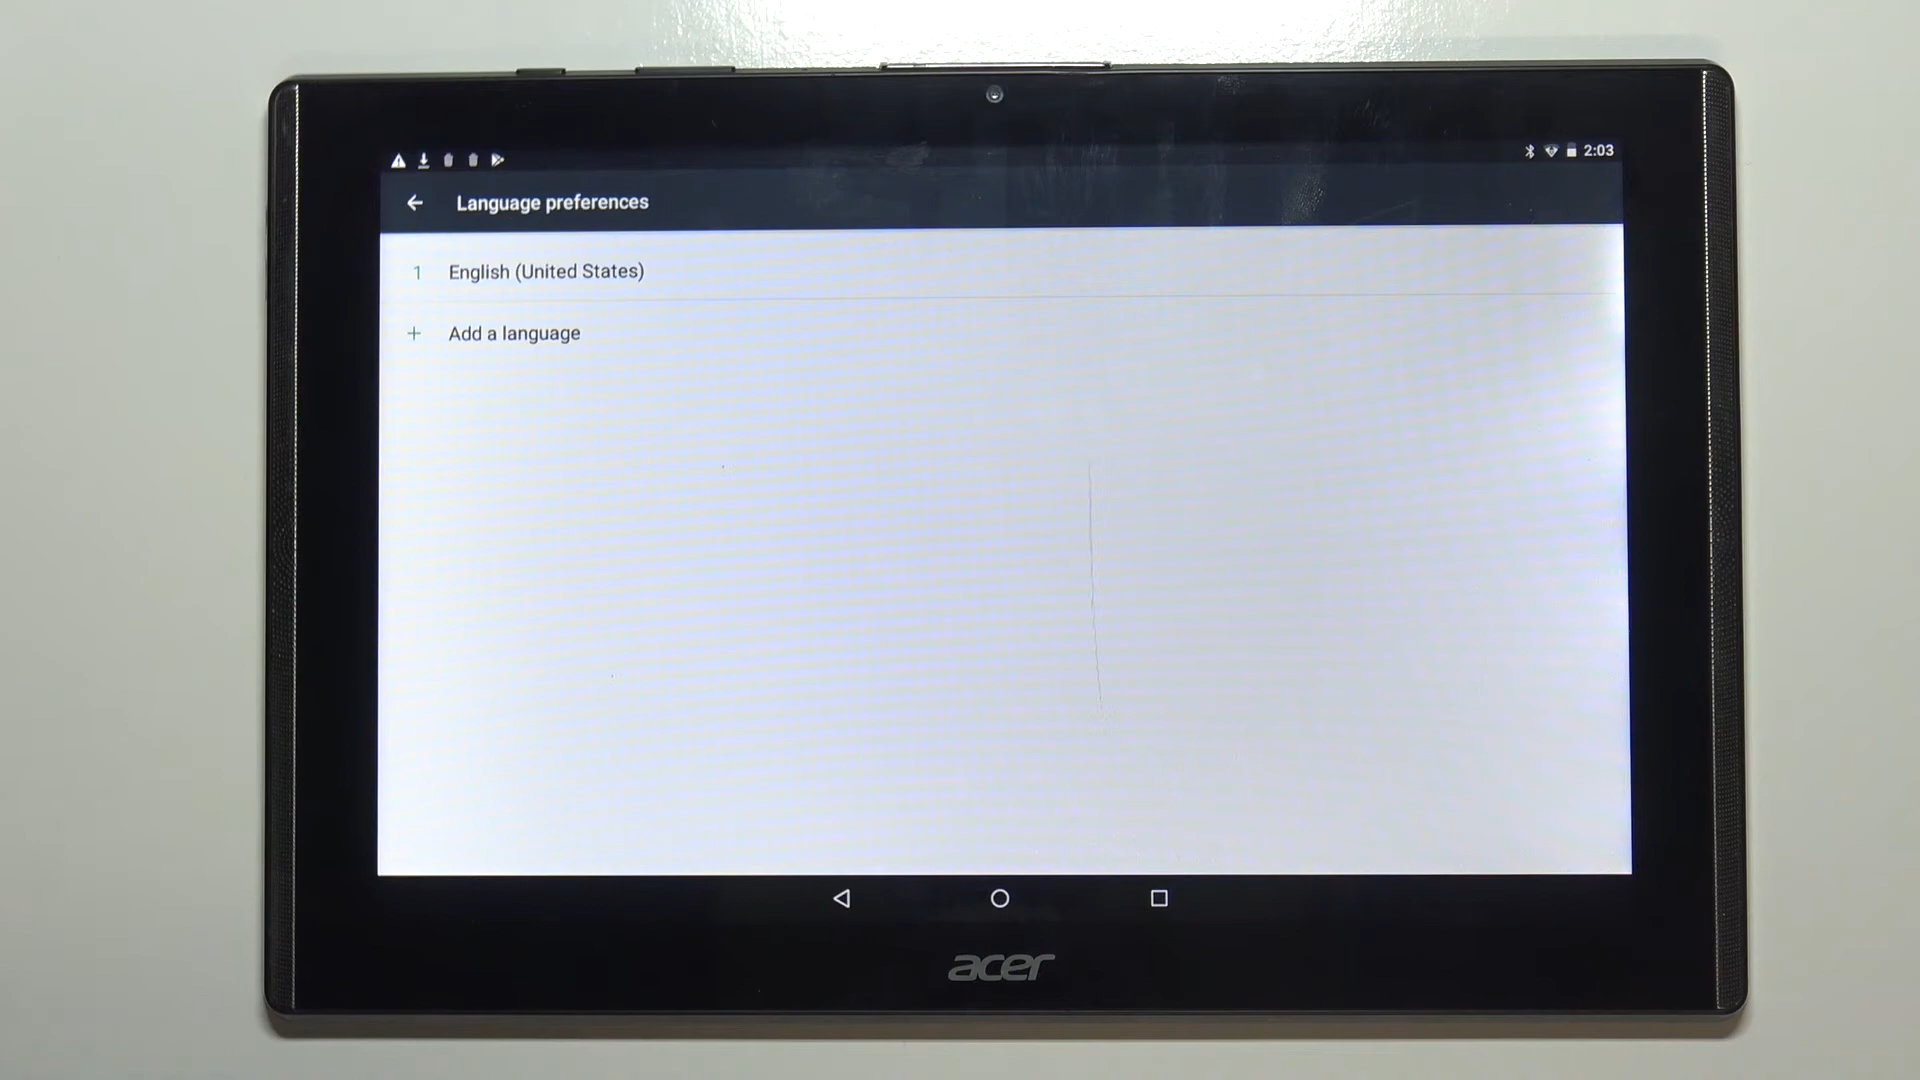 2:03
Language preferences
1 English (United States)
+ Add a language
acer